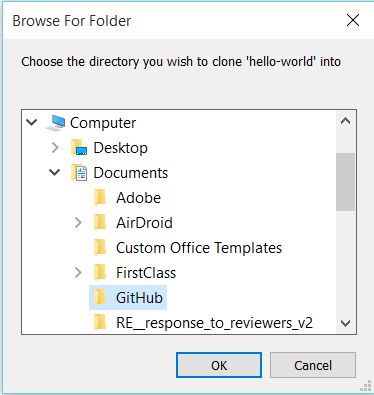 Browse For Folder
Choose the directory you wish to clone 'hello-world' into
Computer
Desktop
Documents
Adobe
AirDroid
Custom Office Templates
FirstClass
GitHub
RE__response_to_reviewers_v2
OK Cancel